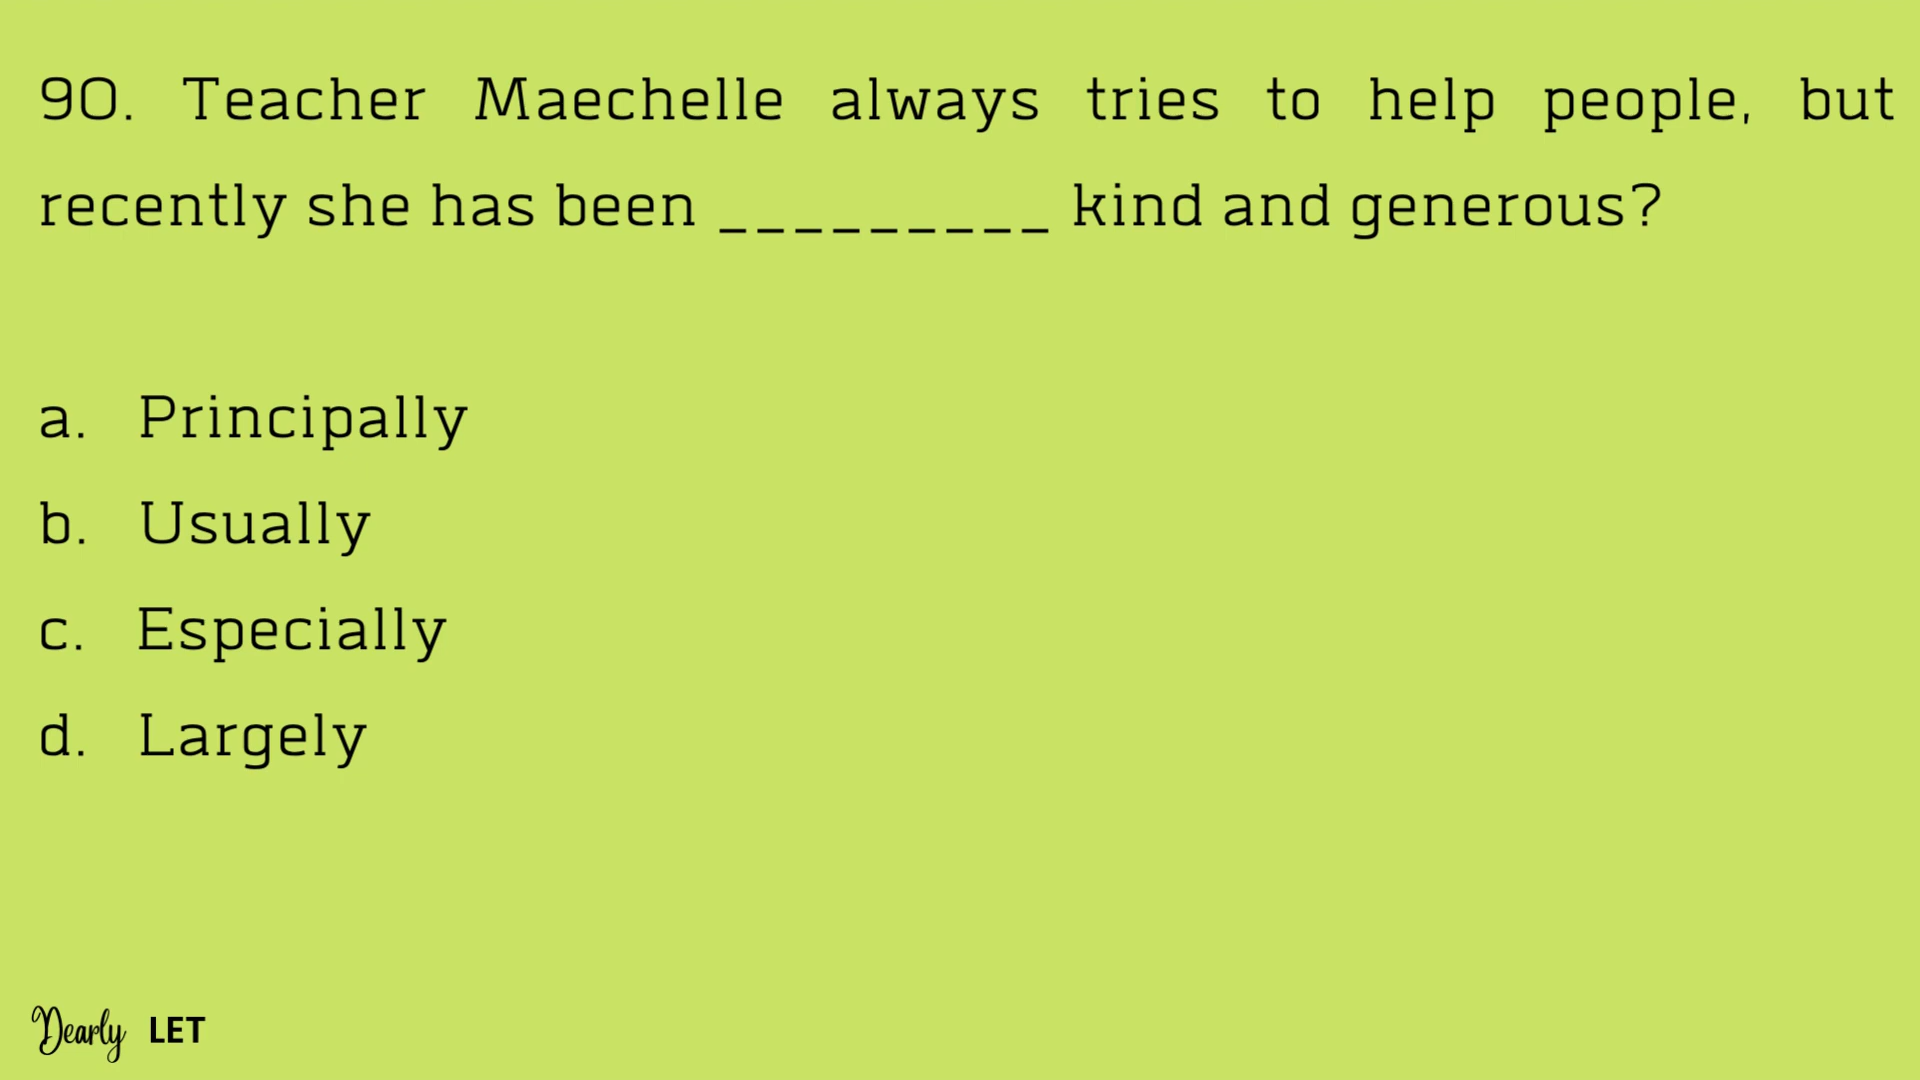 90. Teacher Maechelle always tries to help people, but
recently she has been _________ kind and generous?
a. Principally
b. Usually
c. Especially
d. Largely
Dearly LET